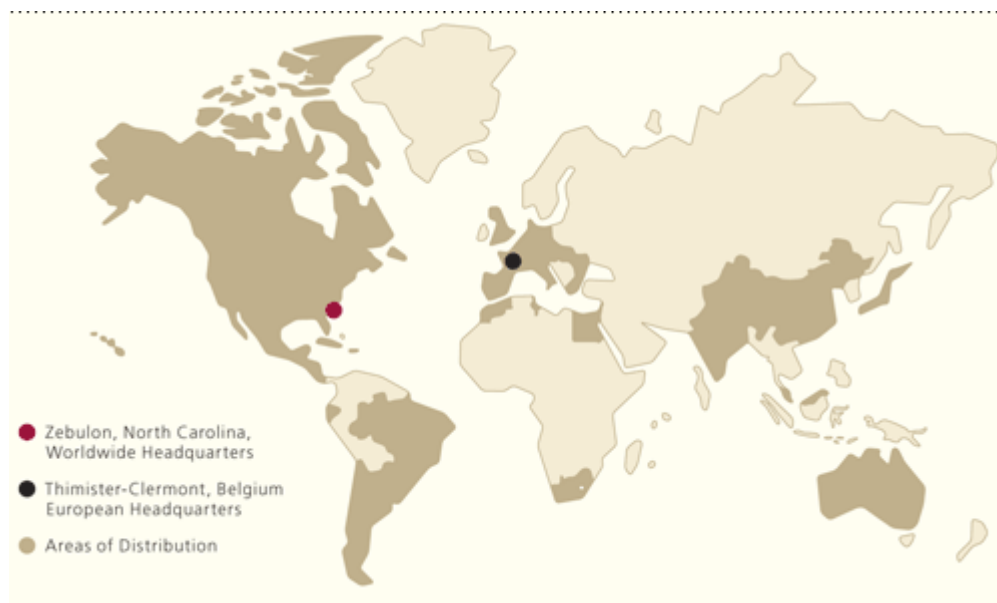 Zebulon, North Carolina,
Worldwide Headquarters
Thimister-Clermont, Belgium
European Headquarters
Areas of Distribution